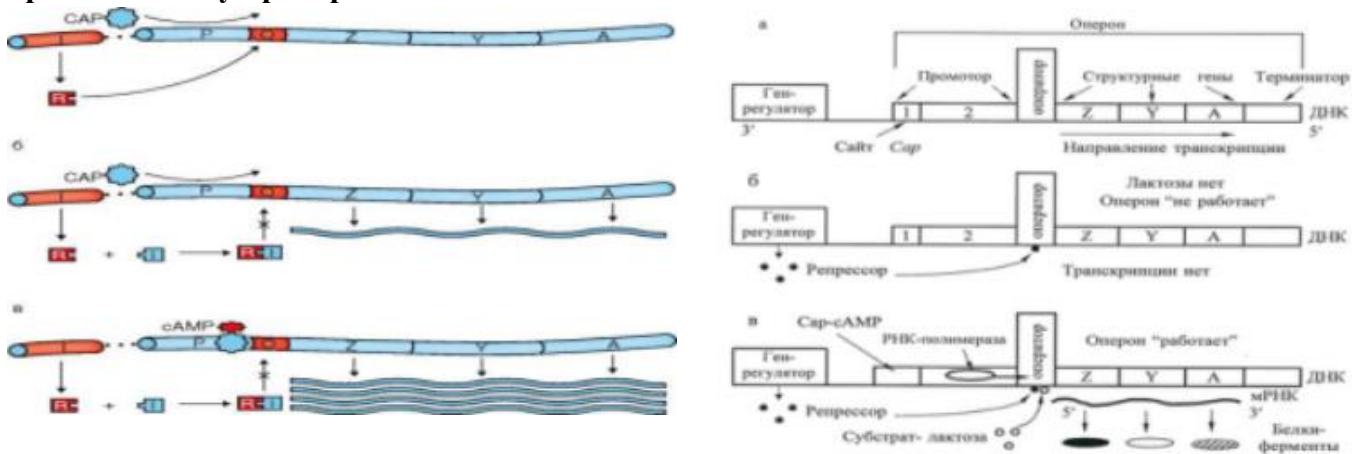 CAP
P O Z Y A
R
б
CAP
P O Z Y A
R + I R I
в
cAMP
P O Z Y A
R + I R I
а
Оперон
Промотор
оператор
Структурные гены
Терминатор
Ген-
регулятор
1 2 Z Y A ДНК
3' 5'
Сайт Cap
Направление транскрипции
б
Лактозы нет
Оперон "не работает"
Ген-
регулятор
оператор
1 2 Z Y A ДНК
Репрессор
Транскрипции нет
в
Cap-cAMP
РНК-полимераза
оператор
Оперон "работает"
Ген-
регулятор
Z Y A ДНК
Репрессор
мРНК
5' 3'
Субстрат- лактоза
Белки-
ферменты